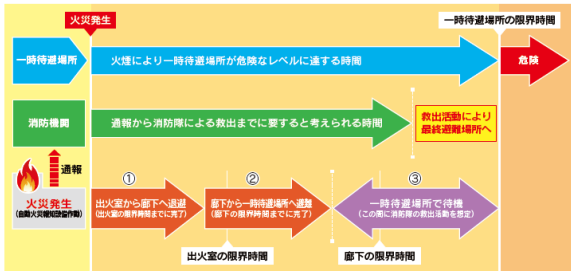 火災発生
一時待避場所の限界時間
一時待避場所
火煙により一時待避場所が危険なレベルに達する時間
危険
消防機関
通報から消防隊による救出までに要すると考えられる時間
救出活動により
最終避難場所へ
通報
火災発生
(自動火災報知設備作動)
①
出火室から廊下へ退避
(出火室の限界時間までに完了)
②
廊下から一時待避場所へ避難
(廊下の限界時間までに完了)
③
一時待避場所で待機
(この間に消防隊の救出活動を想定)
出火室の限界時間
廊下の限界時間